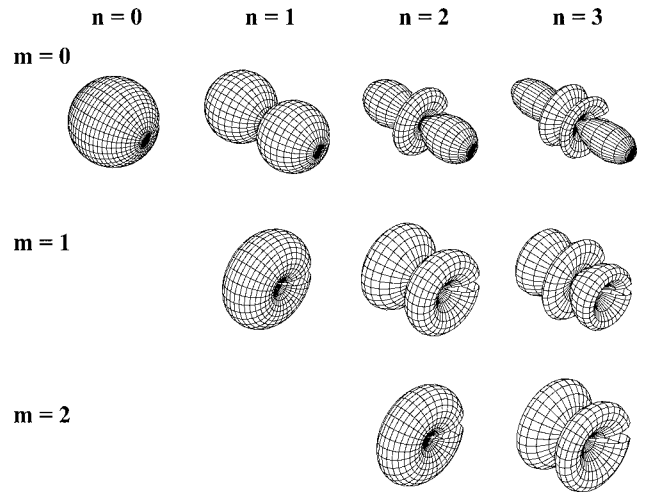 n = 0 n = 1 n = 2 n = 3
m = 0
m = 1
m = 2